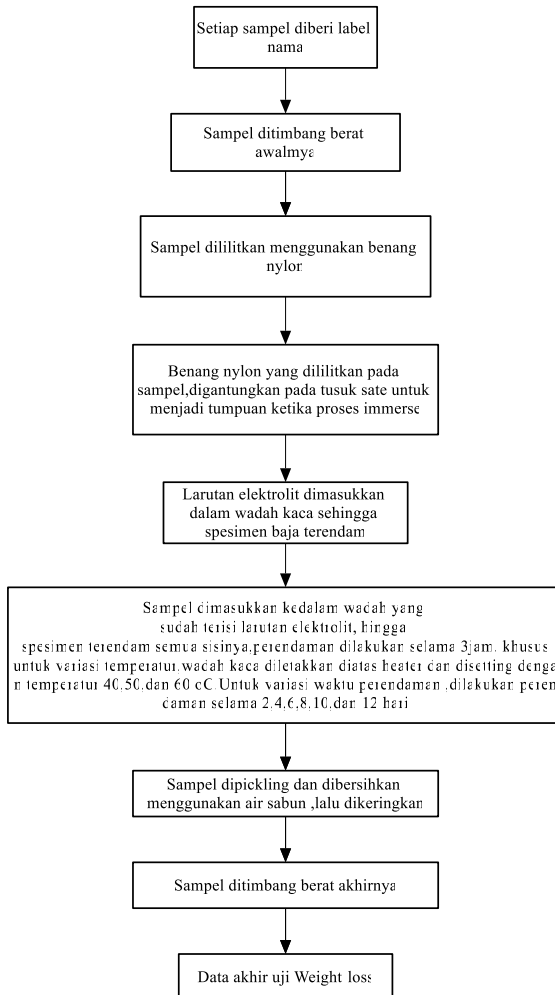 Setiap sampel diberi label
nama
Sampel ditimbang berat
awalmya
Sampel dililitkan menggunakan benang
nylon
Benang nylon yang dililitkan pada
sampel,digantungkan pada tusuk sate untuk
menjadi tumpuan ketika proses immerse
Larutan elektrolit dimasukkan
dalam wadah kaca sehingga
spesimen baja terendam
Sampel dimasukkan kedalam wadah yang
sudah terisi larutan elektrolit, hingga
spesimen terendam semua sisinya,perendaman dilakukan selama 3jam. khusus
untuk variasi temperatur,wadah kaca diletakkan diatas heater dan disetting denga
n temperatur 40,50,dan 60 oC.Untuk variasi waktu perendaman ,dilakukan peren
daman selama 2,4,6,8,10,dan 12 hari
Sampel dipickling dan dibersihkan
menggunakan air sabun ,lalu dikeringkan
Sampel ditimbang berat akhirnya
Data akhir uji Weight loss